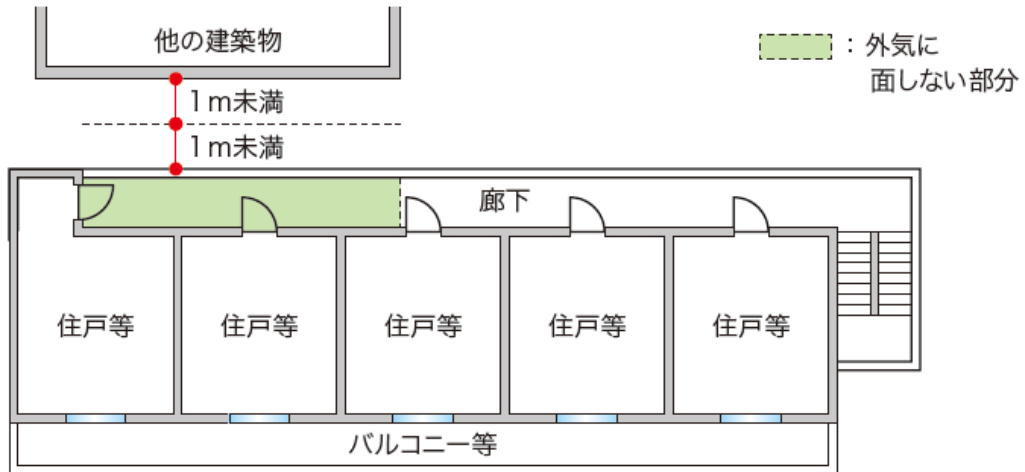 他の建築物
：外気に
面しない部分
1m未満
1m未満
廊下
住戸等
住戸等
住戸等
住戸等
住戸等
バルコニー等